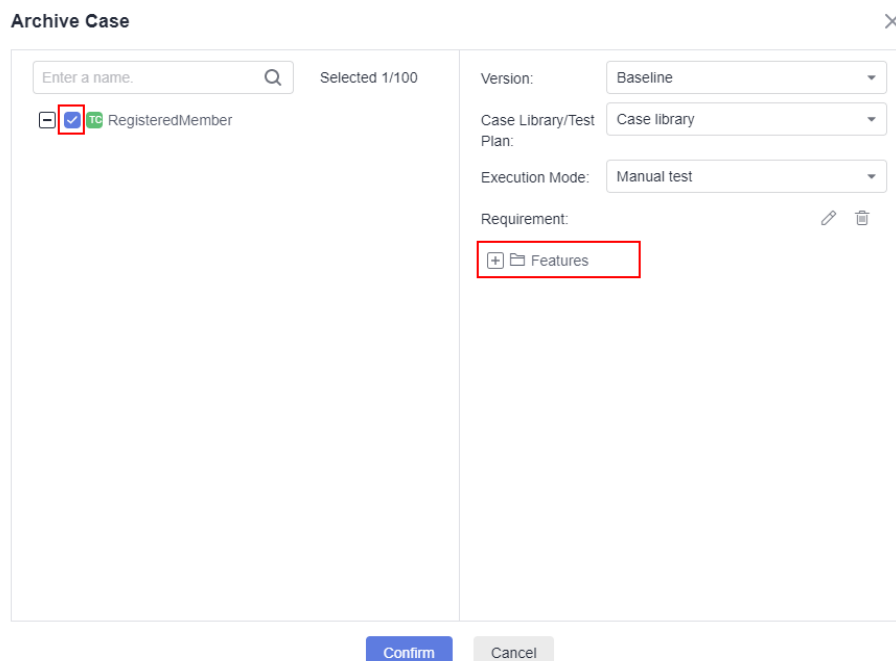 Archive Case
Enter a name.
Selected 1/100
TC RegisteredMember
Version:
Baseline
Case Library/Test
Plan:
Case library
Execution Mode:
Manual test
Requirement:
Features
Confirm
Cancel